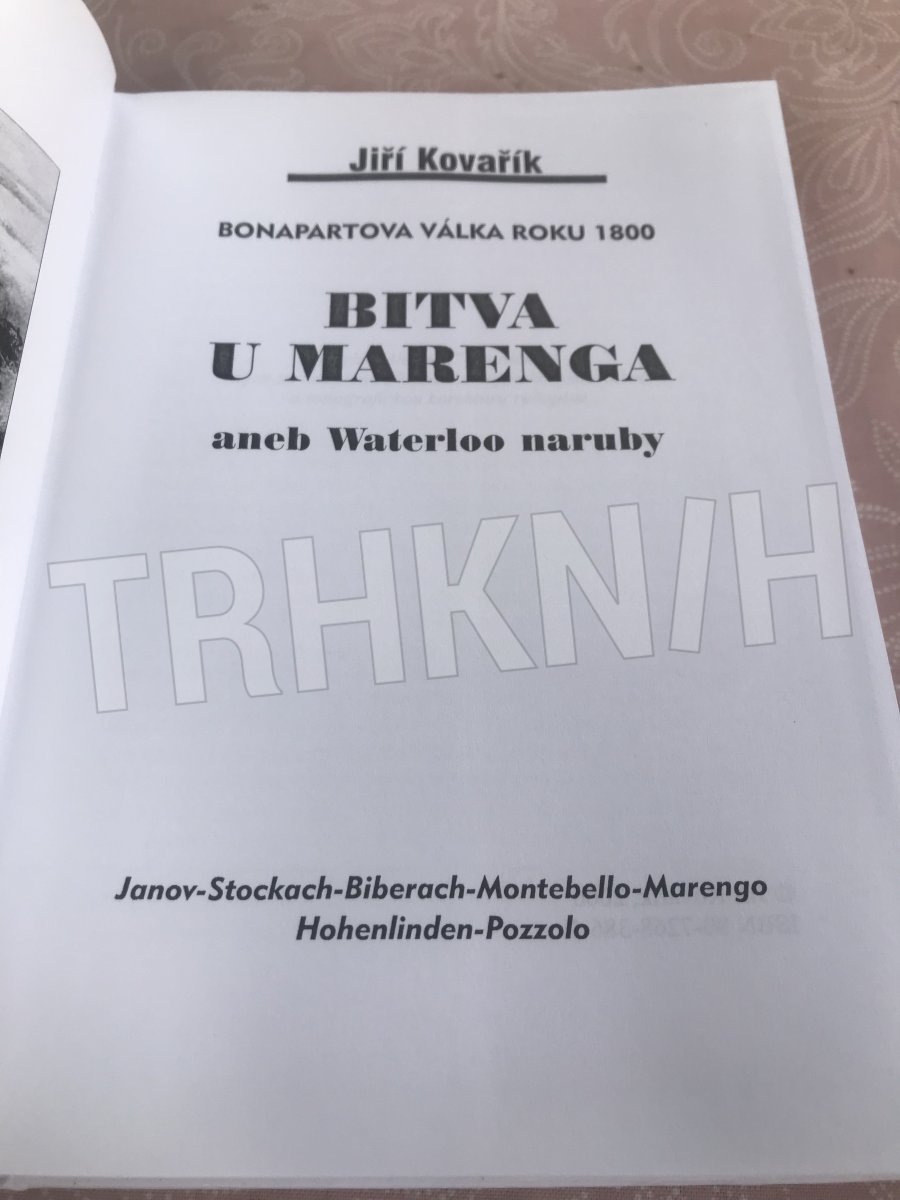 Jiří Kovařík
BONAPARTOVA VÁLKA ROKU 1800
BITVA
U MARENGA
aneb Waterloo naruby
TRHKNIH
Janov-Stockach-Biberach-Montebello-Marengo
Hohenlinden-Pozzolo